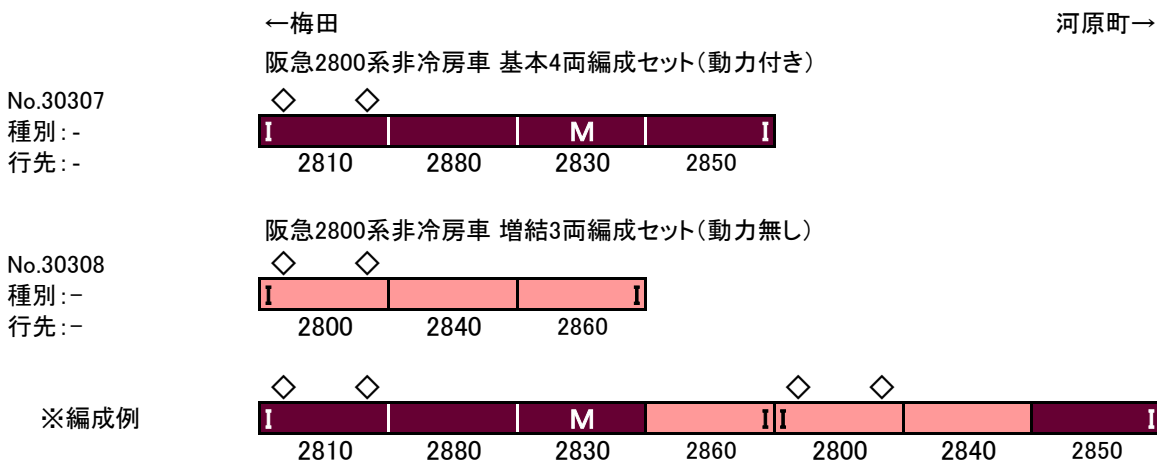 ←梅田 河原町→
阪急2800系非冷房車 基本4両編成セット(動力付き)
No.30307 ◇ ◇
種別:- I M I
行先:- 2810 2880 2830 2850
阪急2800系非冷房車 増結3両編成セット(動力無し)
No.30308 ◇ ◇
種別:− I I
行先:− 2800 2840 2860
◇ ◇ ◇ ◇
※編成例 I M I I I
2810 2880 2830 2860 2800 2840 2850